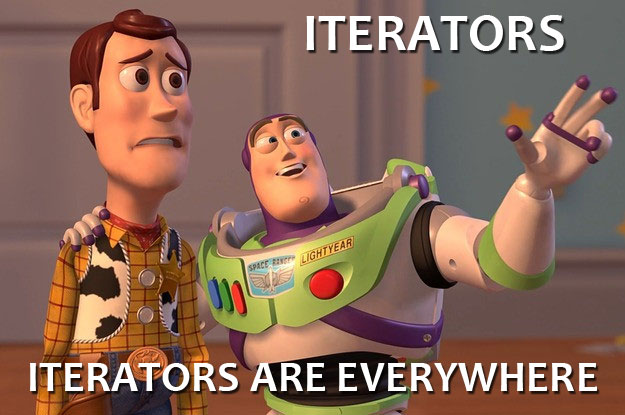 ITERATORS
SPACE RANGER
LIGHTYEAR
ITERATORS ARE EVERYWHERE